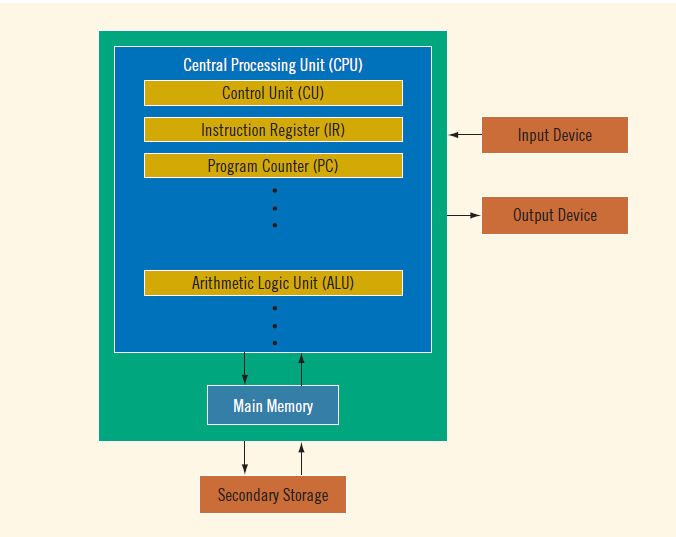 Central Processing Unit (CPU)
Control Unit (CU)
Instruction Register (IR)
Program Counter (PC)
Arithmetic Logic Unit (ALU)
Main Memory
Secondary Storage
Input Device
Output Device